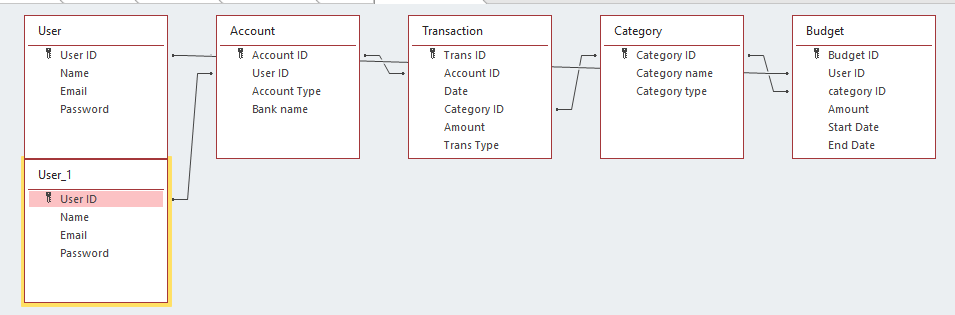 User
User ID
Name
Email
Password
Account
Account ID
User ID
Account Type
Bank name
Transaction
Trans ID
Account ID
Date
Category ID
Amount
Trans Type
Category
Category ID
Category name
Category type
Budget
Budget ID
User ID
category ID
Amount
Start Date
End Date
User_1
User ID
Name
Email
Password